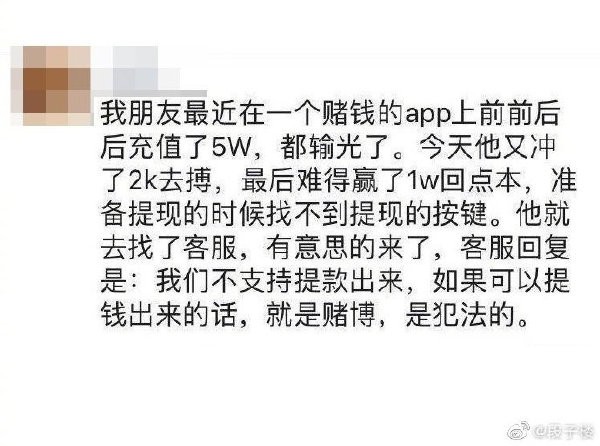 我朋友最近在一个赌钱的app上前前后
后充值了5W，都输光了。今天他又冲
了2k去搏，最后难得赢了1w回点本，准
备提现的时候找不到提现的按键。他就
去找了客服，有意思的来了，客服回复
是：我们不支持提款出来，如果可以提
钱出来的话，就是赌博，是犯法的。
@段子楼